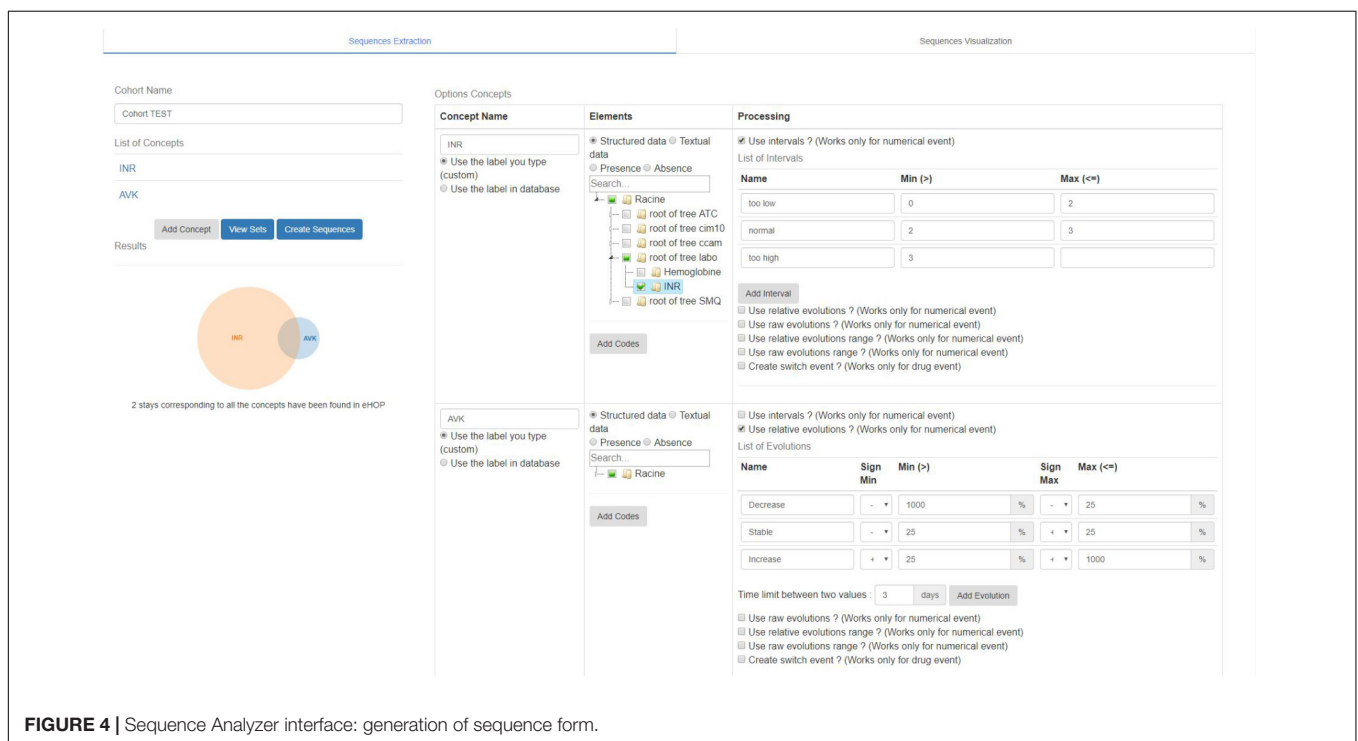 Sequences Extraction
Sequences Visualization
Cohort Name
Cohort TEST
List of Concepts
INR
AVK
Add Concept
View Sets
Create Sequences
Results
INR
AVK
2 stays corresponding to all the concepts have been found in eHOP
Options Concepts
Concept Name
Elements
Processing
INR
Use the label you type
(custom)
Use the label in database
Structured data Textual
data
Presence Absence
Search...
Racine
root of tree ATC
root of tree cim10
root of tree ccam
root of tree labo
Hemoglobine
INR
root of tree SMQ
Add Codes
Use intervals ? (Works only for numerical event)
List of Intervals
Name Min (>) Max (<=)
too low 0 2
normal 2 3
too high 3
Add Interval
Use relative evolutions ? (Works only for numerical event)
Use raw evolutions ? (Works only for numerical event)
Use relative evolutions range ? (Works only for numerical event)
Use raw evolutions range ? (Works only for numerical event)
Create switch event ? (Works only for drug event)
AVK
Use the label you type
(custom)
Use the label in database
Structured data Textual
data
Presence Absence
Search...
Racine
Add Codes
Use intervals ? (Works only for numerical event)
Use relative evolutions ? (Works only for numerical event)
List of Evolutions
Name Sign Min Min (>) Sign Max Max (<=)
Decrease - 1000 % - 25 %
Stable - 25 % + 25 %
Increase + 25 % + 1000 %
Time limit between two values : 3 days Add Evolution
Use raw evolutions ? (Works only for numerical event)
Use relative evolutions range ? (Works only for numerical event)
Use raw evolutions range ? (Works only for numerical event)
Create switch event ? (Works only for drug event)
FIGURE 4 | Sequence Analyzer interface: generation of sequence form.